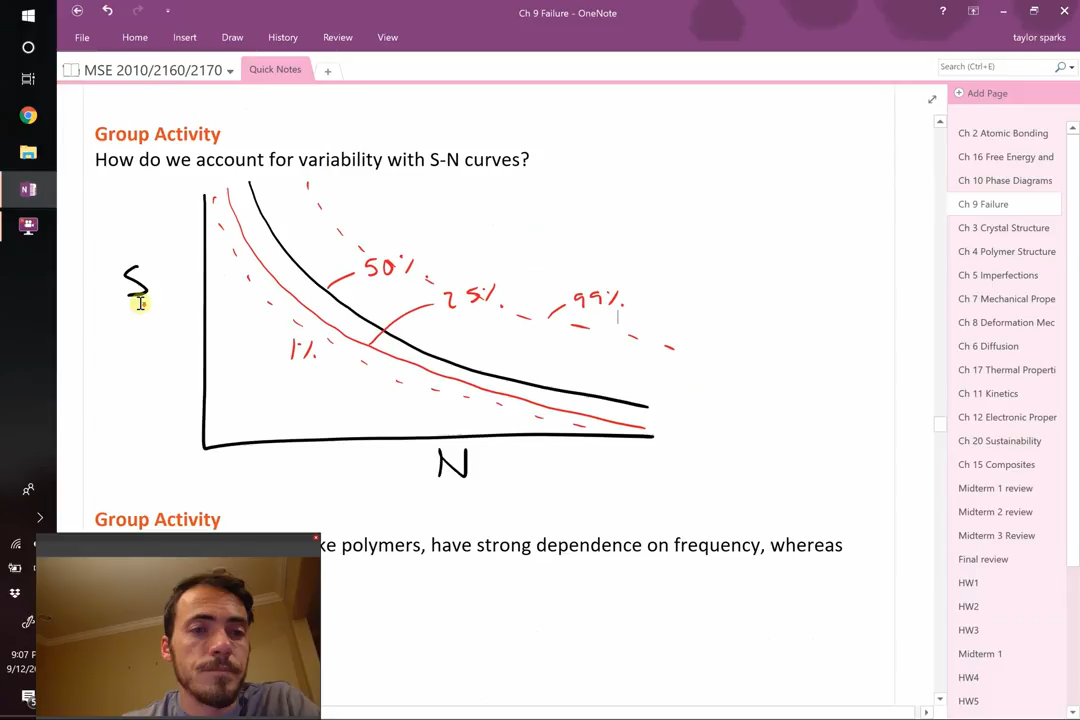 Ch 9 Failure - OneNote
taylor sparks
File Home Insert Draw History Review View
MSE 2010/2160/2170 Quick Notes
Search (Ctrl+E)
Add Page
Group Activity
How do we account for variability with S-N curves?
S
50%
25%
99%
1%
N
Group Activity
ke polymers, have strong dependence on frequency, whereas
Ch 2 Atomic Bonding
Ch 16 Free Energy and
Ch 10 Phase Diagrams
Ch 9 Failure
Ch 3 Crystal Structure
Ch 4 Polymer Structure
Ch 5 Imperfections
Ch 7 Mechanical Prope
Ch 8 Deformation Mec
Ch 6 Diffusion
Ch 17 Thermal Properti
Ch 11 Kinetics
Ch 12 Electronic Proper
Ch 20 Sustainability
Ch 15 Composites
Midterm 1 review
Midterm 2 review
Midterm 3 Review
Final review
HW1
HW2
HW3
Midterm 1
HW4
HW5
9:07 P
9/12/20